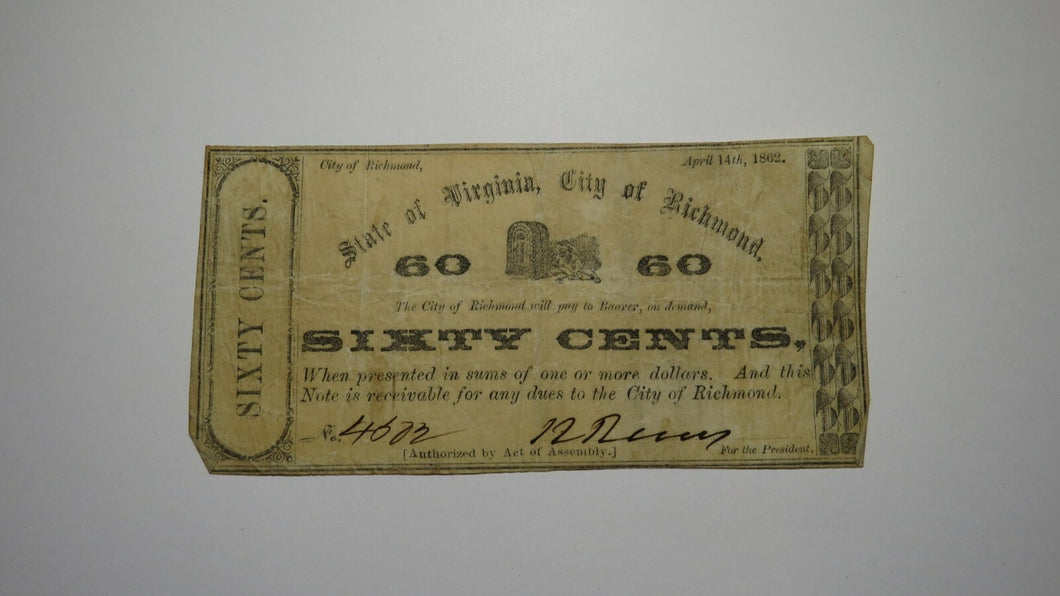 SIXTY CENTS.
City of Richmond,
April 14th, 1862.
State of Virginia, City of Richmond.
60 60
The City of Richmond will pay to Bearer, on demand,
SIXTY CENTS,
When presented in sums of one or more dollars. And this
Note is receivable for any dues to the City of Richmond.
No.
[Authorized by Act of Assembly.]
For the President.